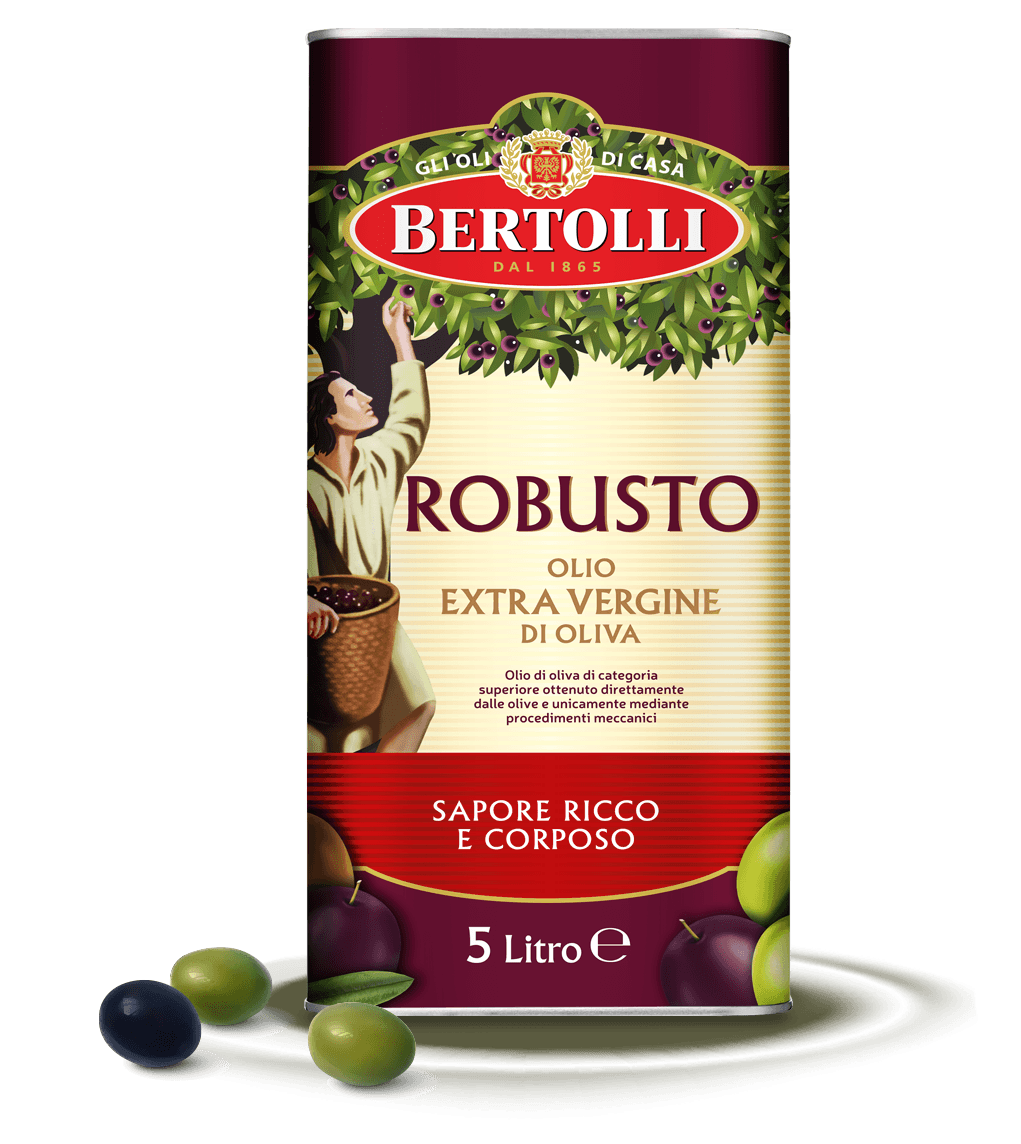 GLI OLI DI CASA
BERTOLLI
DAL 1865
ROBUSTO
OLIO
EXTRA VERGINE
DI OLIVA
Olio di oliva di categoria
superiore ottenuto direttamente
dalle olive e unicamente mediante
procedimenti meccanici
SAPORE RICCO
E CORPOSO
5 Litro ℮